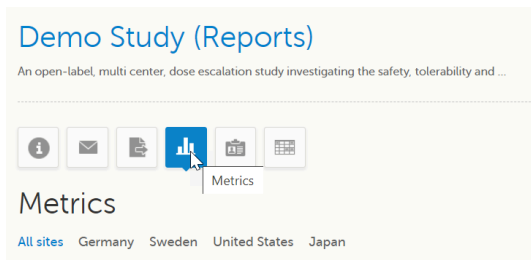 Demo Study (Reports)
An open-label, multi center, dose escalation study investigating the safety, tolerability and ...
Metrics
Metrics
All sites Germany Sweden United States Japan